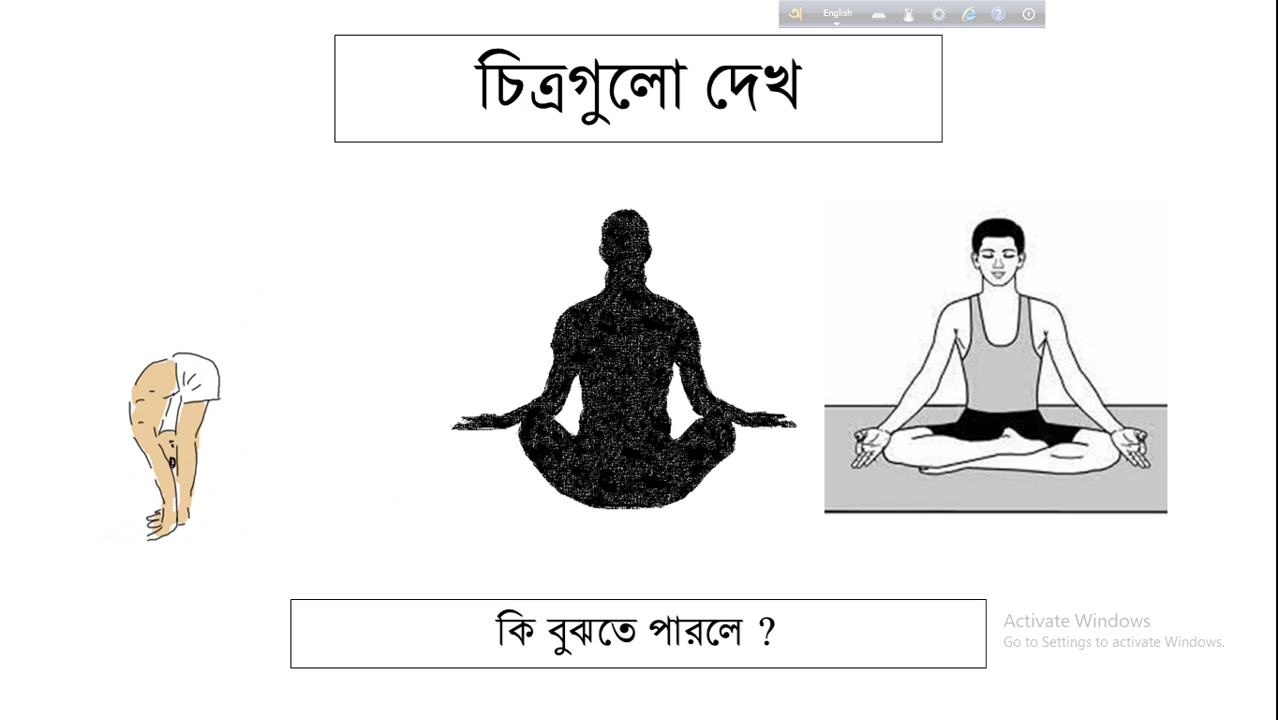 English
চিত্রগুলো দেখ
কি বুঝতে পারলে ?
Activate Windows
Go to Settings to activate Windows.